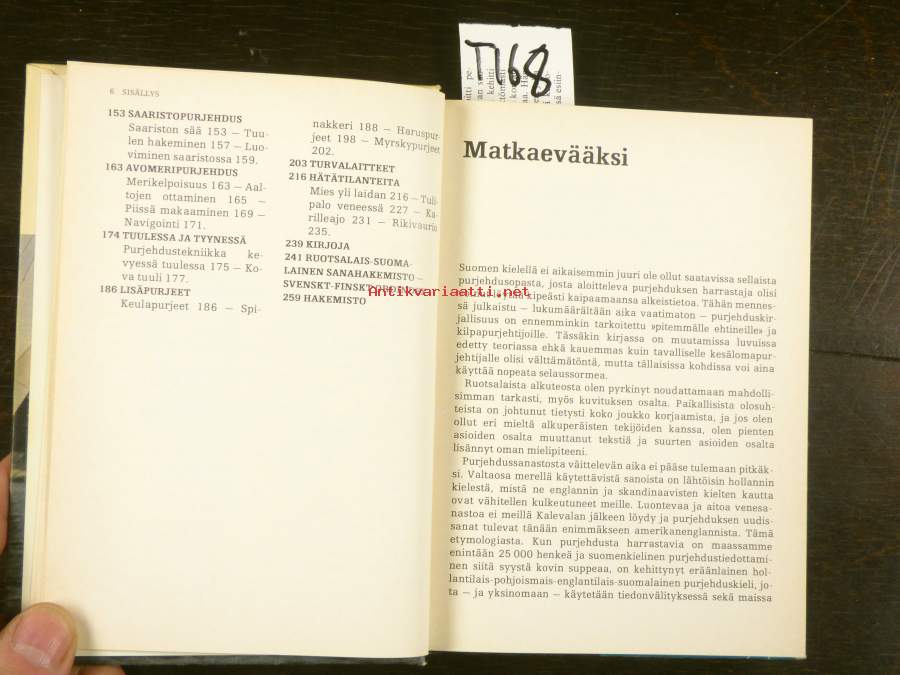 T168
6 SISÄLLYS
153 SAARISTOPURJEHDUS
Saariston sää 153 — Tuu-
len hakeminen 157 — Luo-
viminen saaristossa 159.
163 AVOMERIPURJEHDUS
Merikelpoisuus 163 — Aal-
tojen ottaminen 165 —
Piissä makaaminen 169 —
Navigointi 171.
174 TUULESSA JA TYYNESSÄ
Purjehdustekniikka ke-
vyessä tuulessa 175 — Ko-
va tuuli 177.
186 LISÄPURJEET
Keulapurjeet 186 — Spi-
nakkeri 188 — Haruspur-
jeet 198 — Myrskypurjeet
202.
203 TURVALAITTEET
216 HÄTÄTILANTEITA
Mies yli laidan 216 — Tuli-
palo veneessä 227 — Ka-
rilleajo 231 — Rikivaurio
235.
239 KIRJOJA
241 RUOTSALAIS-SUOMA-
LAINEN SANAHAKEMISTO —
SVENSKT-FINSKT
259 HAKEMISTO
Antikvariaatti.net
Matkaevääksi
Suomen kielellä ei aikaisemmin juuri ole ollut saatavissa sellaista
purjehdusopasta, josta aloitteleva purjehduksen harrastaja olisi
kipeästi kaipaamaansa alkeistietoa. Tähän mennes-
sä julkaistu — lukumäärältään aika vaatimaton — purjehduskir-
jallisuus on ennemminkin tarkoitettu »pitemmälle ehtineille» ja
kilpapurjehtijoille. Tässäkin kirjassa on muutamissa luvuissa
edetty teoriassa ehkä kauemmas kuin tavalliselle kesälomapur-
jehtijalle olisi välttämätöntä, mutta tällaisissa kohdissa voi aina
käyttää nopeata selaussormea.
Ruotsalaista alkuteosta olen pyrkinyt noudattamaan mahdolli-
simman tarkasti, myös kuvituksen osalta. Paikallisista olosuh-
teista on johtunut tietysti koko joukko korjaamista, ja jos olen
ollut eri mieltä alkuperäisten tekijöiden kanssa, olen pienten
asioiden osalta muuttanut tekstiä ja suurten asioiden osalta
lisännyt oman mielipiteeni.
Purjehdussanastosta väittelevän aika ei pääse tulemaan pitkäk-
si. Valtaosa merellä käytettävistä sanoista on lähtöisin hollannin
kielestä, mistä ne englannin ja skandinaavisten kielten kautta
ovat vähitellen kulkeutuneet meille. Luontevaa ja aitoa venesa-
nastoa ei meillä Kalevalan jälkeen löydy ja purjehduksen uudis-
sanat tulevat tänään enimmäkseen amerikanenglannista. Tämä
etymologiasta. Kun purjehdusta harrastavia on maassamme
enintään 25 000 henkeä ja suomenkielinen purjehdustiedottami-
nen siitä syystä kovin suppeaa, on kehittynyt eräänlainen hol-
lantilais-pohjoismais-englantilais-suomalainen purjehduskieli, jo-
ta — ja yksinomaan — käytetään tiedonvälityksessä sekä maissa